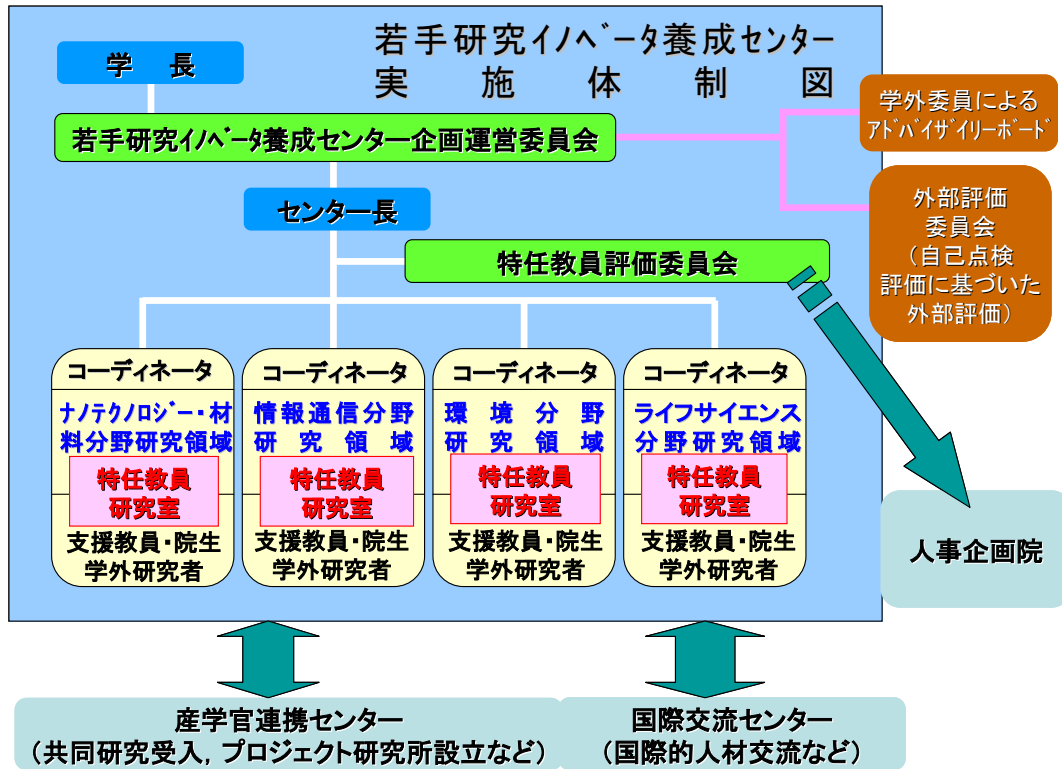 若手研究ｲﾉﾍﾞｰﾀ養成センター
実施体制図
学長
学外委員による
ｱﾄﾞﾊﾞｲｻﾞｲﾘｰﾎﾞｰﾄﾞ
若手研究ｲﾉﾍﾞｰﾀ養成センター企画運営委員会
外部評価
委員会
（自己点検
評価に基づいた
外部評価）
センター長
特任教員評価委員会
コーディネータ
ナノテクﾉﾛｼﾞｰ・材
料分野研究領域
特任教員
研究室
支援教員・院生
学外研究者
コーディネータ
情報通信分野
研究領域
特任教員
研究室
支援教員・院生
学外研究者
コーディネータ
環境分野
研究領域
特任教員
研究室
支援教員・院生
学外研究者
コーディネータ
ライフサイエンス
分野研究領域
特任教員
研究室
支援教員・院生
学外研究者
人事企画院
産学官連携センター
（共同研究受入，プロジェクト研究所設立など）
国際交流センター
（国際的人材交流など）